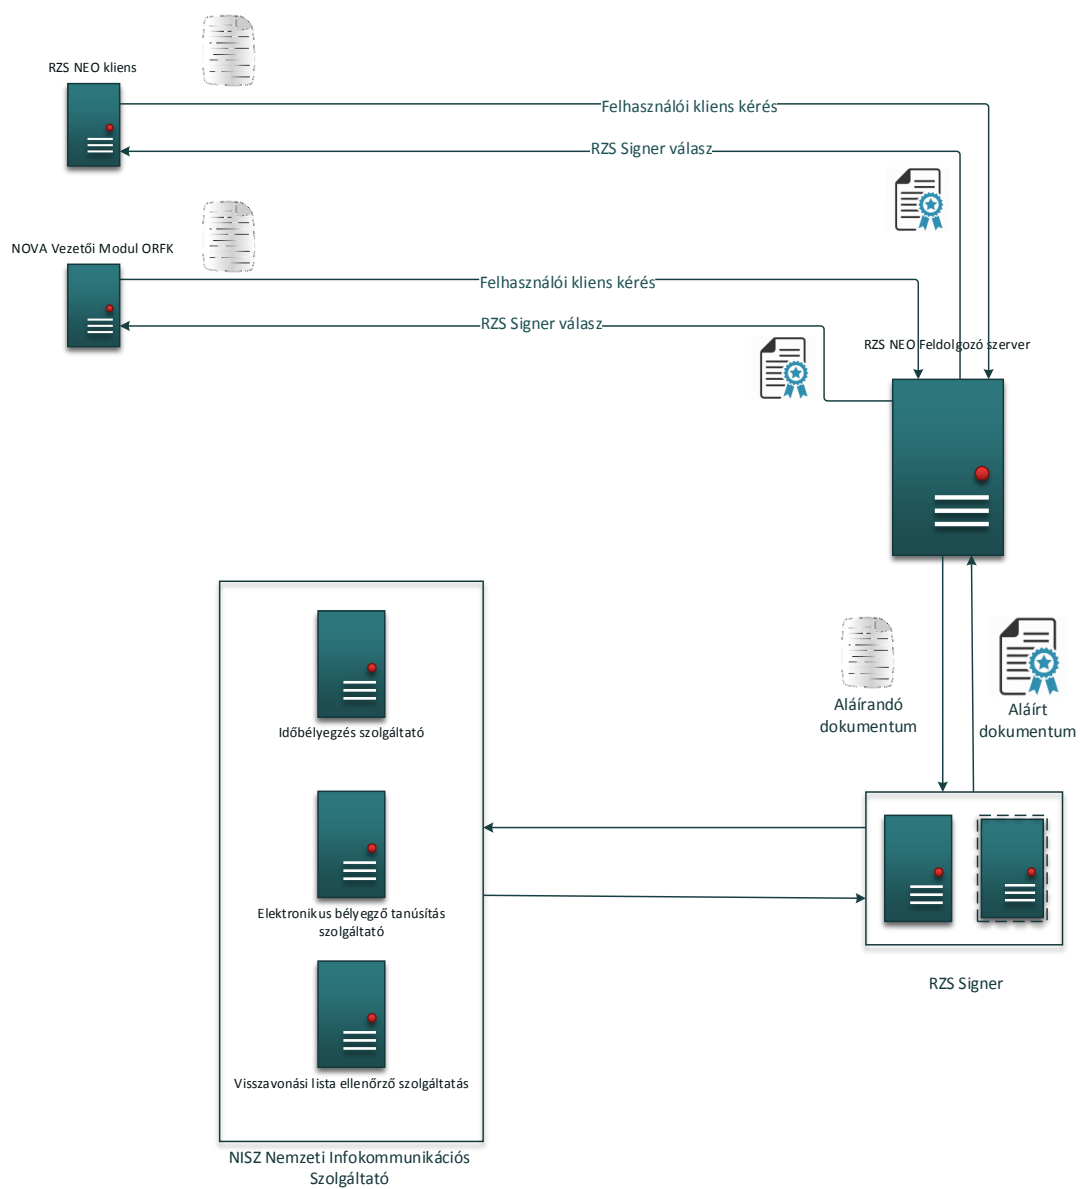 RZS NEO kliens
Felhasználói kliens kérés
RZS Signer válasz
NOVA Vezetői Modul ORFK
Felhasználói kliens kérés
RZS Signer válasz
RZS NEO Feldolgozó szerver
Aláírandó
dokumentum
Aláírt
dokumentum
Időbélyegzés szolgáltató
Elektronikus bélyegző tanúsítás
szolgáltató
RZS Signer
Visszavonási lista ellenőrző szolgáltatás
NISZ Nemzeti Infokommunikációs
Szolgáltató